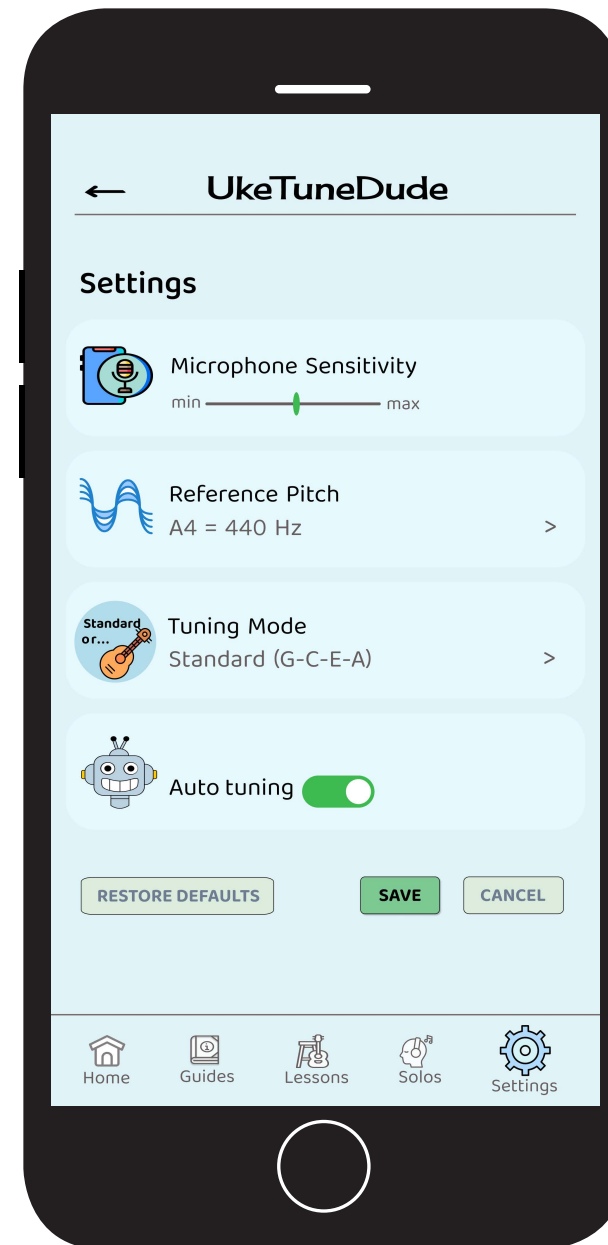 UkeTuneDude
Settings
Microphone Sensitivity
min max
Reference Pitch
A4 = 440 Hz
>
Standard
or...
Tuning Mode
Standard (G-C-E-A)
>
Auto tuning
RESTORE DEFAULTS SAVE CANCEL
Home Guides Lessons Solos Settings